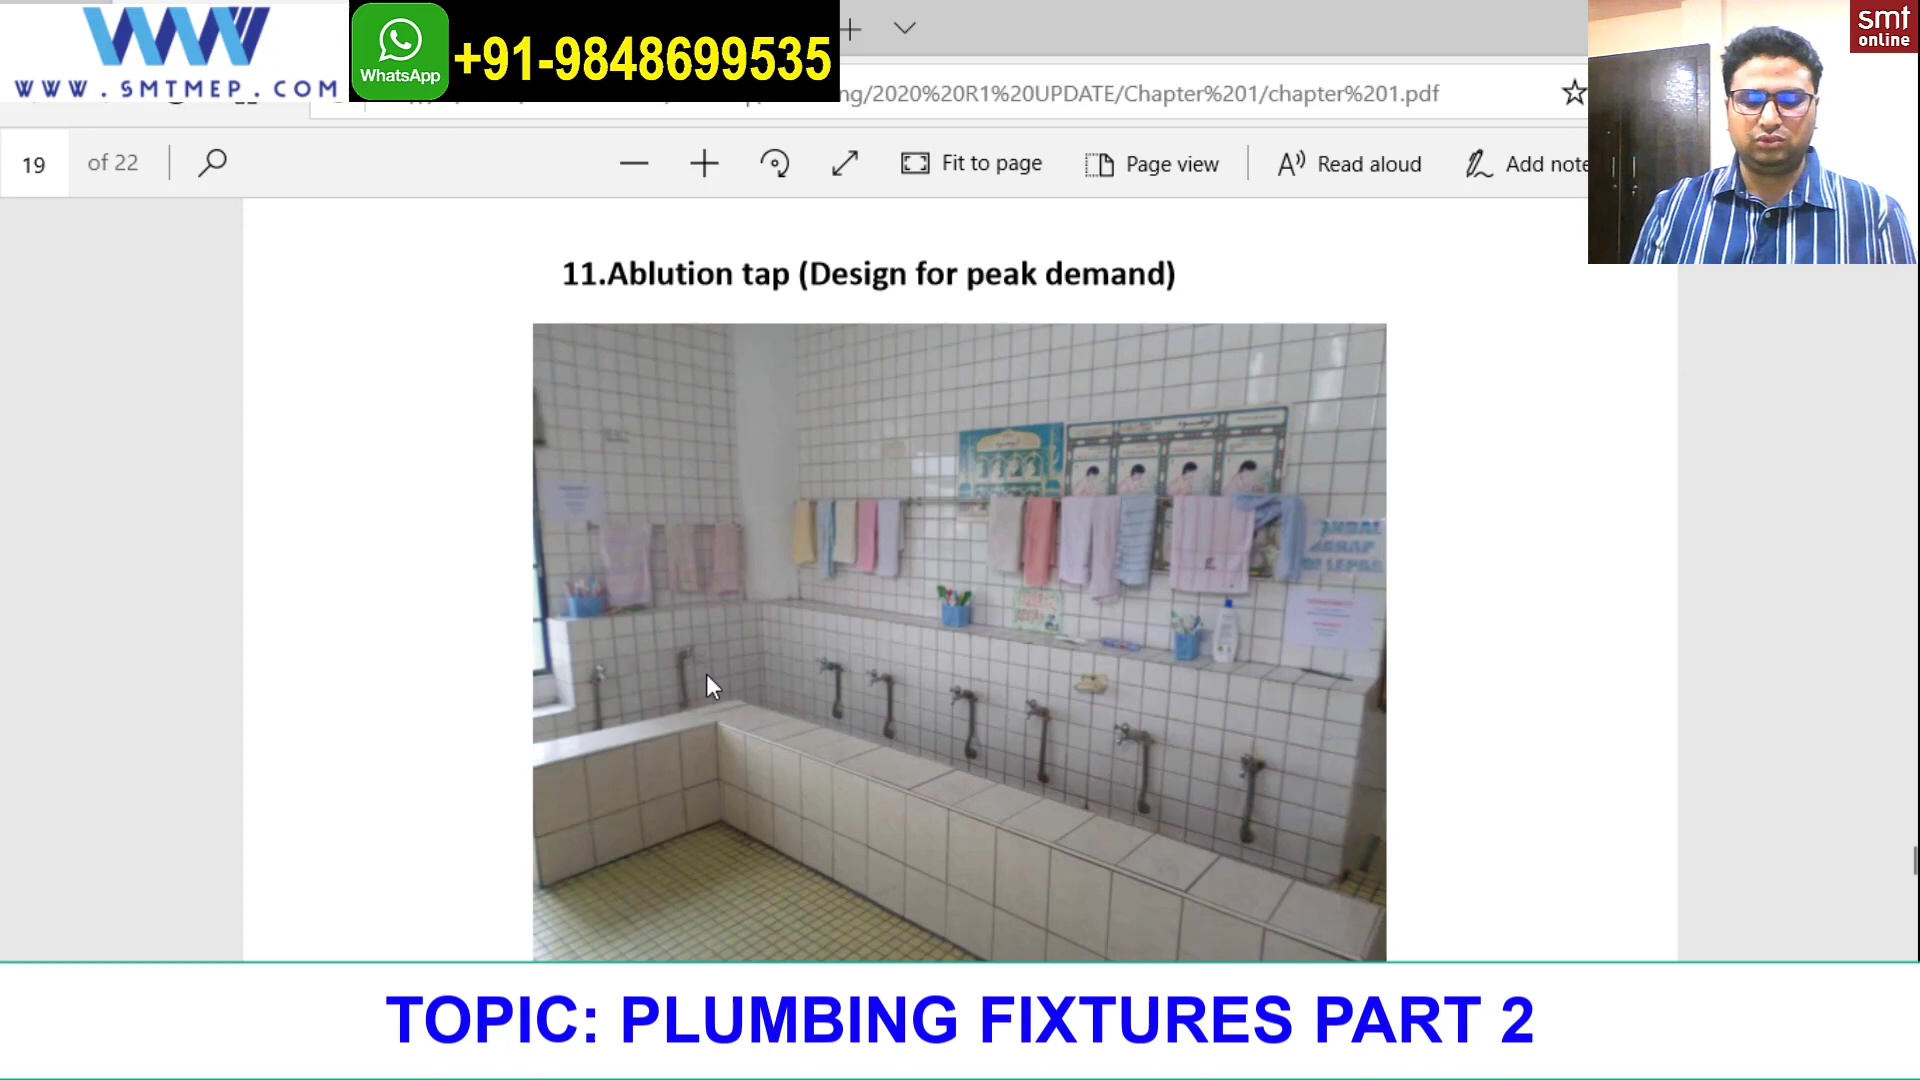 WWW.SMTMEP.COM
WhatsApp
+91-9848699535
ng/2020%20R1%20UPDATE/Chapter%201/chapter%201.pdf
smt
online
19
of 22
Fit to page
Page view
Read aloud
Add note
11.Ablution tap (Design for peak demand)
TOPIC: PLUMBING FIXTURES PART 2